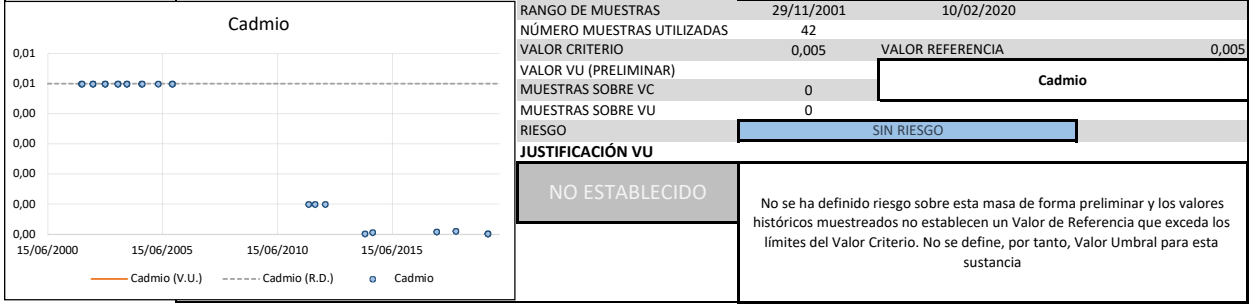 Cadmio
0,01
0,01
0,00
0,00
0,00
0,00
0,00
15/06/2000 15/06/2005 15/06/2010 15/06/2015
Cadmio (V.U.) Cadmio (R.D.) Cadmio
RANGO DE MUESTRAS 29/11/2001 10/02/2020
NÚMERO MUESTRAS UTILIZADAS 42
VALOR CRITERIO 0,005 VALOR REFERENCIA 0,005
VALOR VU (PRELIMINAR)
Cadmio
MUESTRAS SOBRE VC 0
MUESTRAS SOBRE VU 0
RIESGO SIN RIESGO
JUSTIFICACIÓN VU
NO ESTABLECIDO
No se ha definido riesgo sobre esta masa de forma preliminar y los valores
históricos muestreados no establecen un Valor de Referencia que exceda los
límites del Valor Criterio. No se define, por tanto, Valor Umbral para esta
sustancia